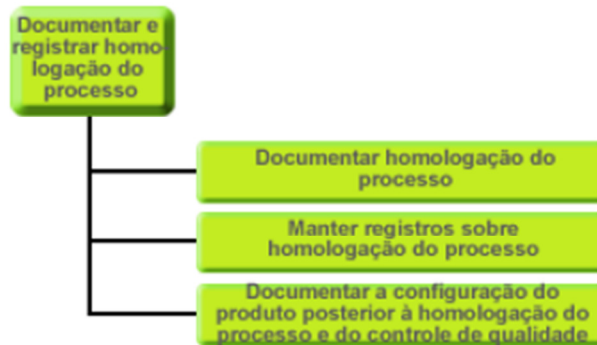 Documentar e
registrar homo-
logação do
processo
Documentar homologação do
processo
Manter registros sobre
homologação do processo
Documentar a configuração do
produto posterior à homologação do
processo e do controle de qualidade